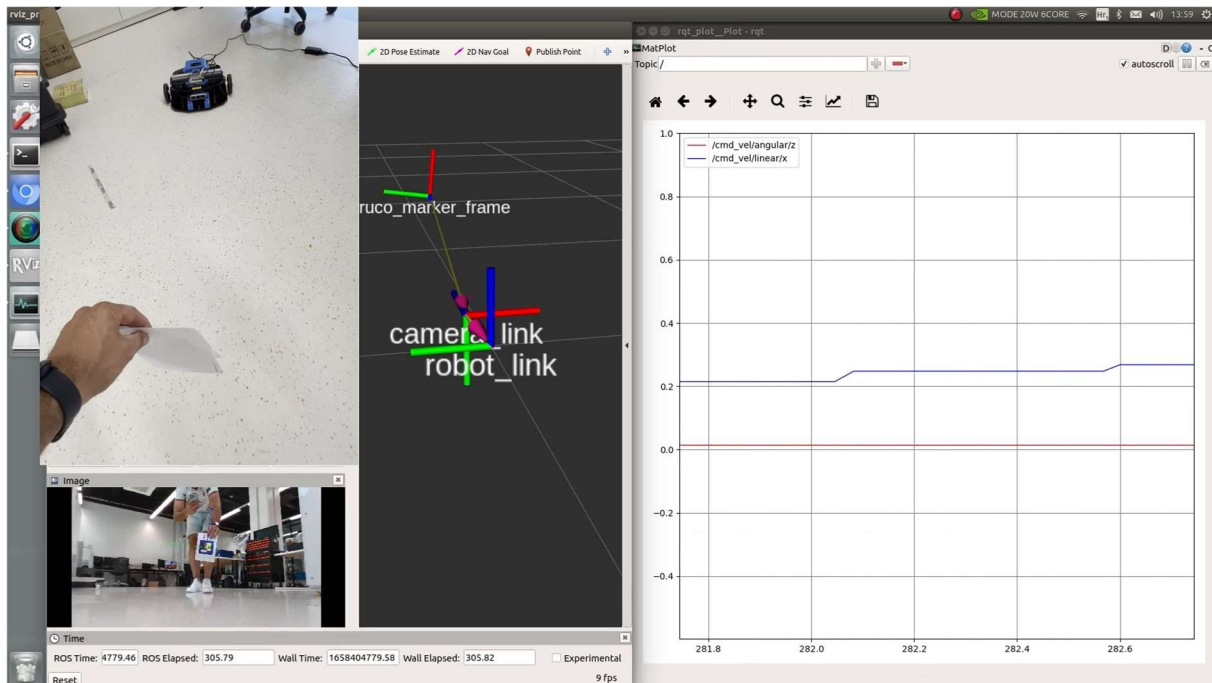 rviz_pr
MODE 20W 6CORE
13:59
2D Pose Estimate
2D Nav Goal
Publish Point
»
ruco_marker_frame
camera_link
robot_link
RViz
Image
Time
ROS Time: 4779.46 ROS Elapsed: 305.79 Wall Time: 1658404779.58 Wall Elapsed: 305.82 Experimental
Reset
9 fps
rqt_plot__Plot - rqt
MatPlot
D
- O
Topic /
autoscroll
/cmd_vel/angular/z
/cmd_vel/linear/x
1.0
0.8
0.6
0.4
0.2
0.0
−0.2
−0.4
281.8 282.0 282.2 282.4 282.6